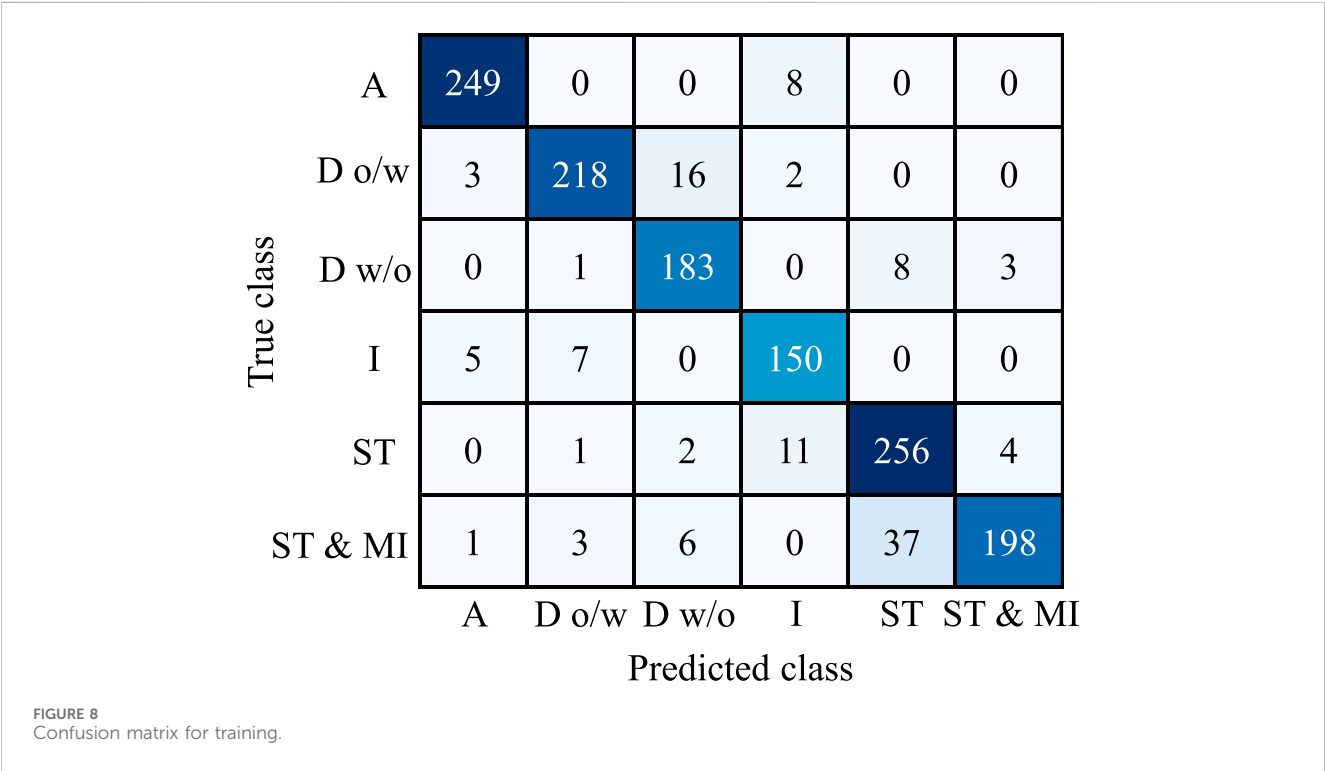 A 249 0 0 8 0 0
D o/w 3 218 16 2 0 0
D w/o 0 1 183 0 8 3
I 5 7 0 150 0 0
ST 0 1 2 11 256 4
ST & MI 1 3 6 0 37 198
True class
A D o/w D w/o I ST ST & MI
Predicted class
FIGURE 8
Confusion matrix for training.